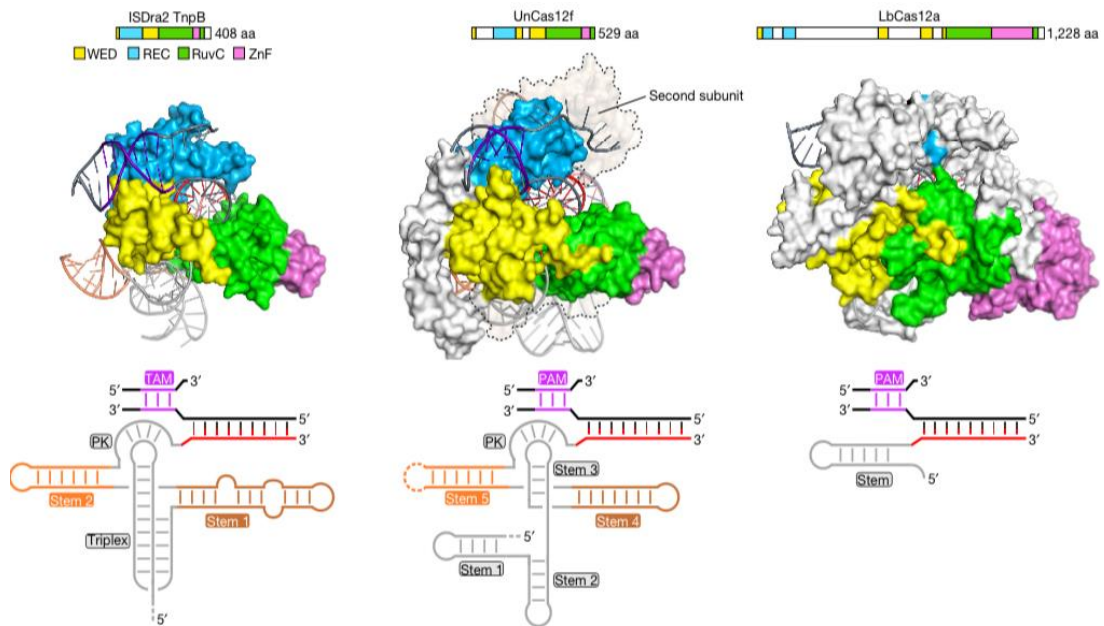 ISDra2 TnpB
408 aa
WED REC RuvC ZnF
UnCas12f
529 aa
Second subunit
LbCas12a
1,228 aa
TAM
3′
5′
3′
5′
3′
PK
Stem 2
Stem 1
Triplex
5′
PAM
3′
5′
3′
5′
3′
PK
Stem 3
Stem 5
Stem 4
5′
Stem 1
Stem 2
PAM
3′
5′
3′
5′
3′
Stem
5′